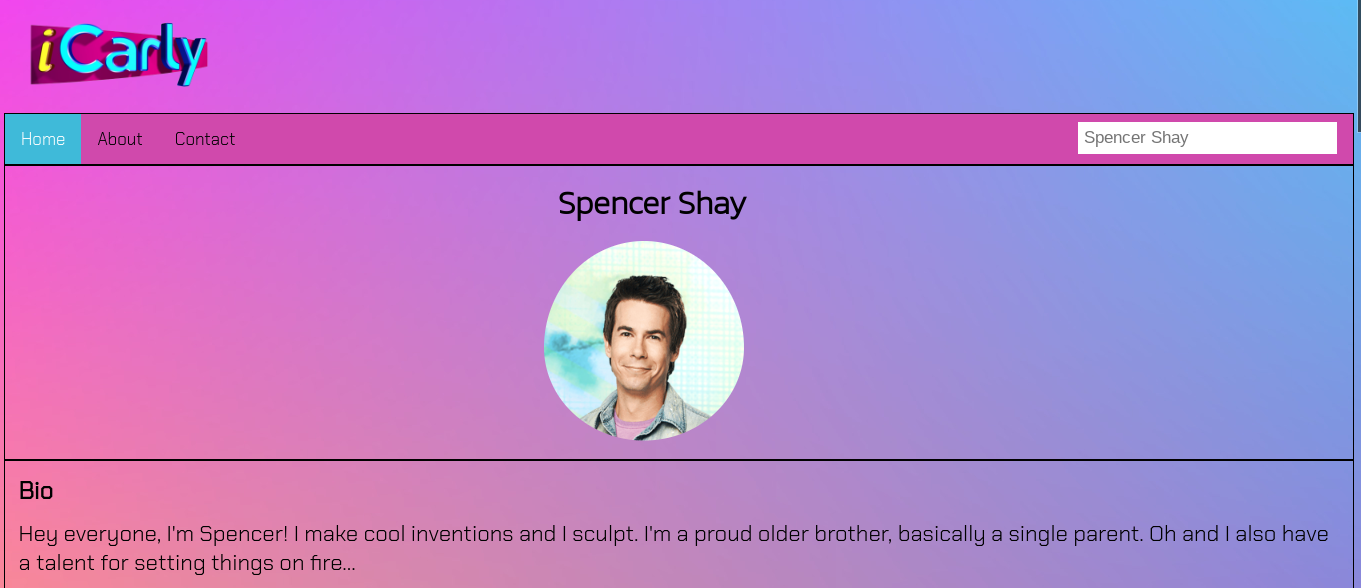 iCarly
Home About Contact Spencer Shay
Spencer Shay
Bio
Hey everyone, I'm Spencer! I make cool inventions and I sculpt. I'm a proud older brother, basically a single parent. Oh and I also have
a talent for setting things on fire...